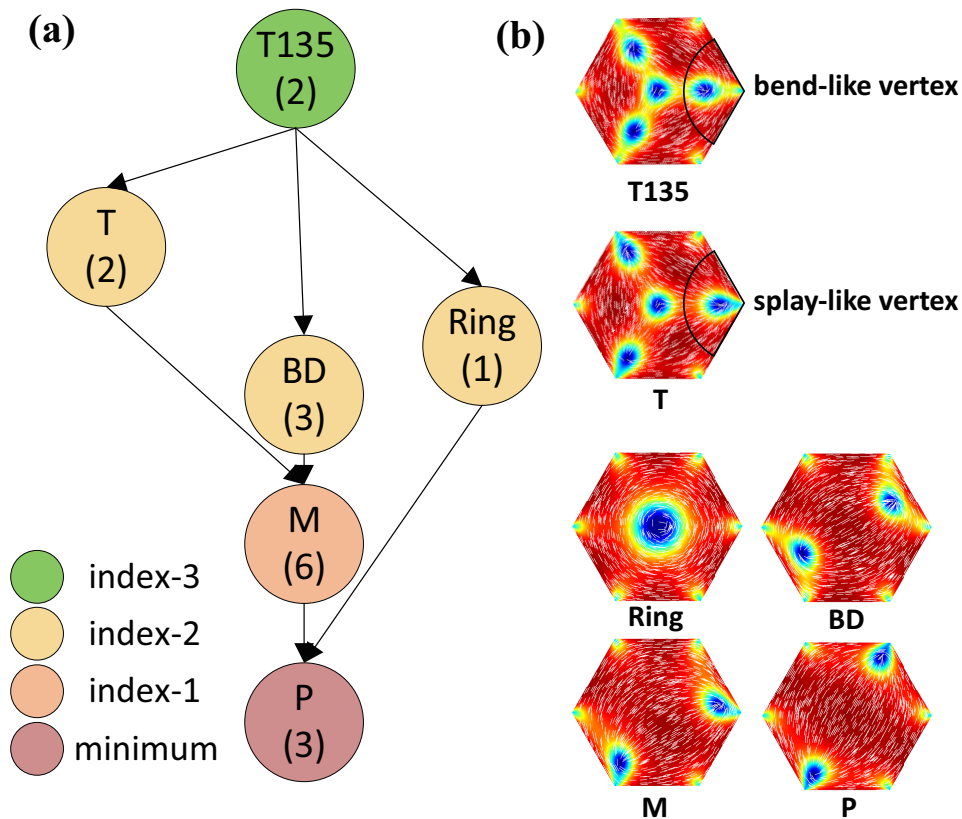 (a)
T135
(2)
T
(2)
BD
(3)
Ring
(1)
M
(6)
P
(3)
index-3
index-2
index-1
minimum
(b)
bend-like vertex
T135
splay-like vertex
T
Ring
BD
M
P